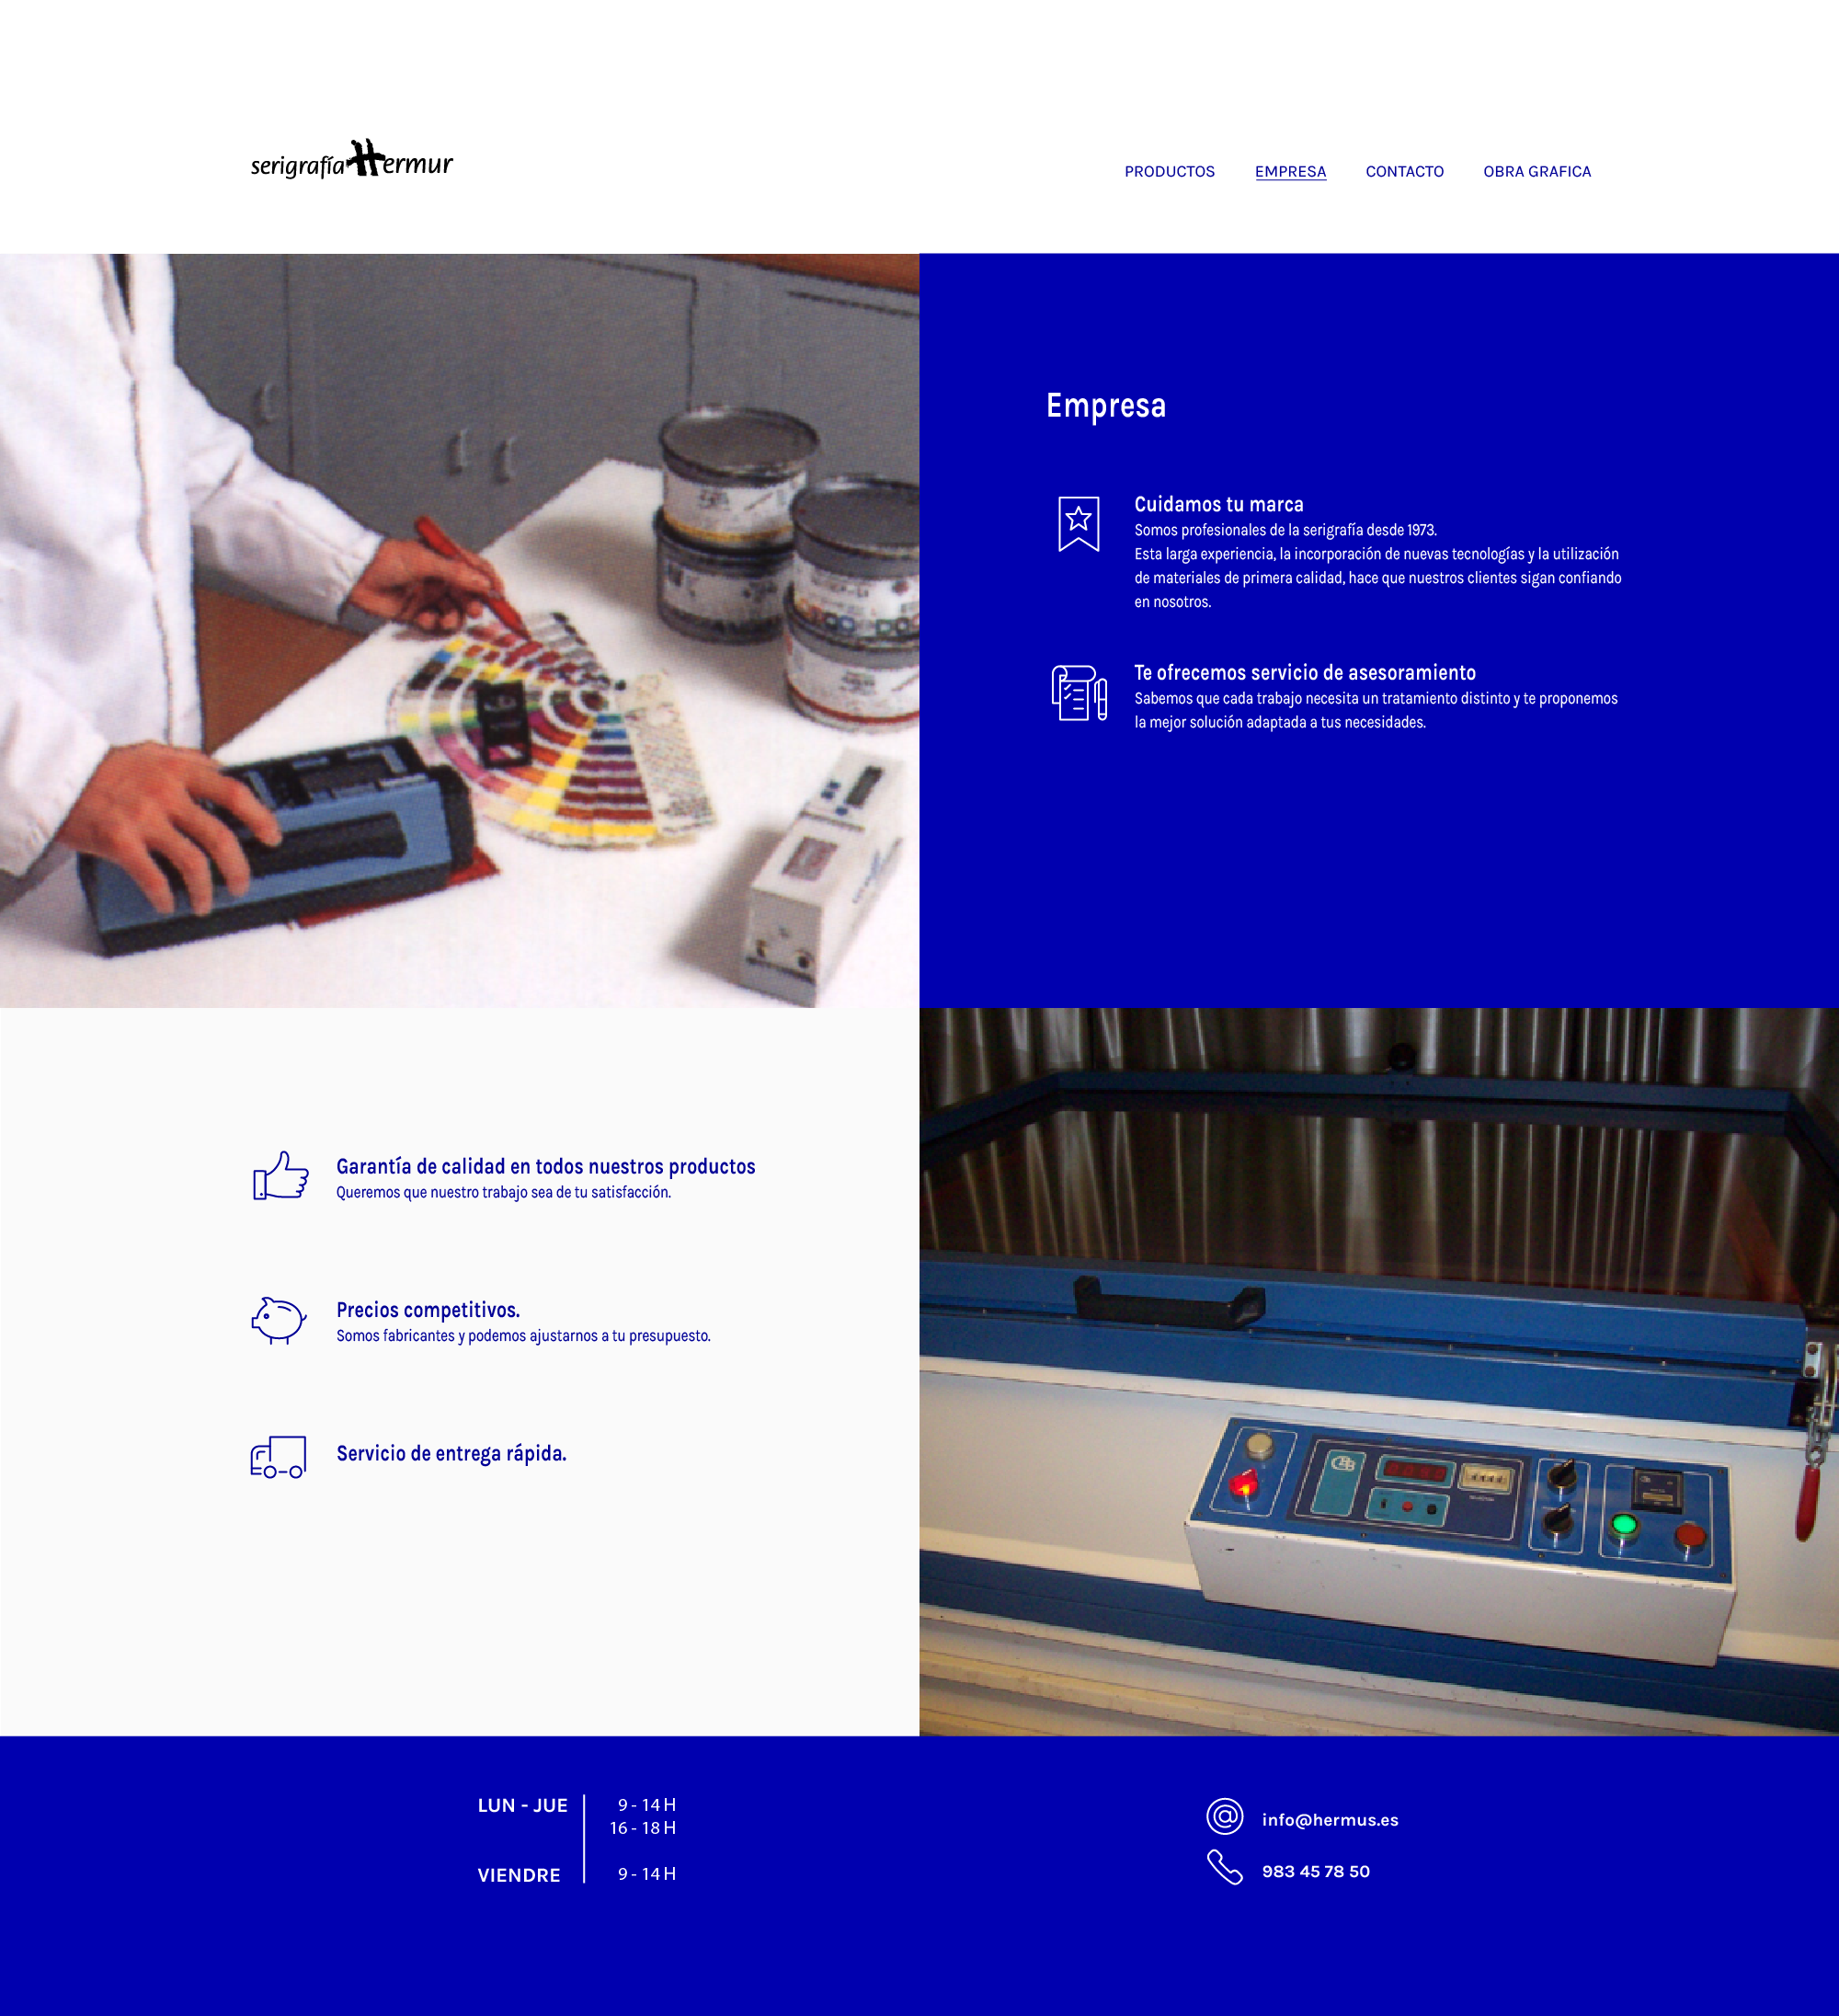 serigrafía Hermur
PRODUCTOS EMPRESA CONTACTO OBRA GRAFICA
Empresa
Cuidamos tu marca
Somos profesionales de la serigrafía desde 1973.
Esta larga experiencia, la incorporación de nuevas tecnologías y la utilización
de materiales de primera calidad, hace que nuestros clientes sigan confiando
en nosotros.
Te ofrecemos servicio de asesoramiento
Sabemos que cada trabajo necesita un tratamiento distinto y te proponemos
la mejor solución adaptada a tus necesidades.
Garantía de calidad en todos nuestros productos
Queremos que nuestro trabajo sea de tu satisfacción.
Precios competitivos.
Somos fabricantes y podemos ajustarnos a tu presupuesto.
Servicio de entrega rápida.
LUN - JUE 9 - 14 H
16 - 18 H
VIENDRE 9 - 14 H
info@hermus.es
983 45 78 50